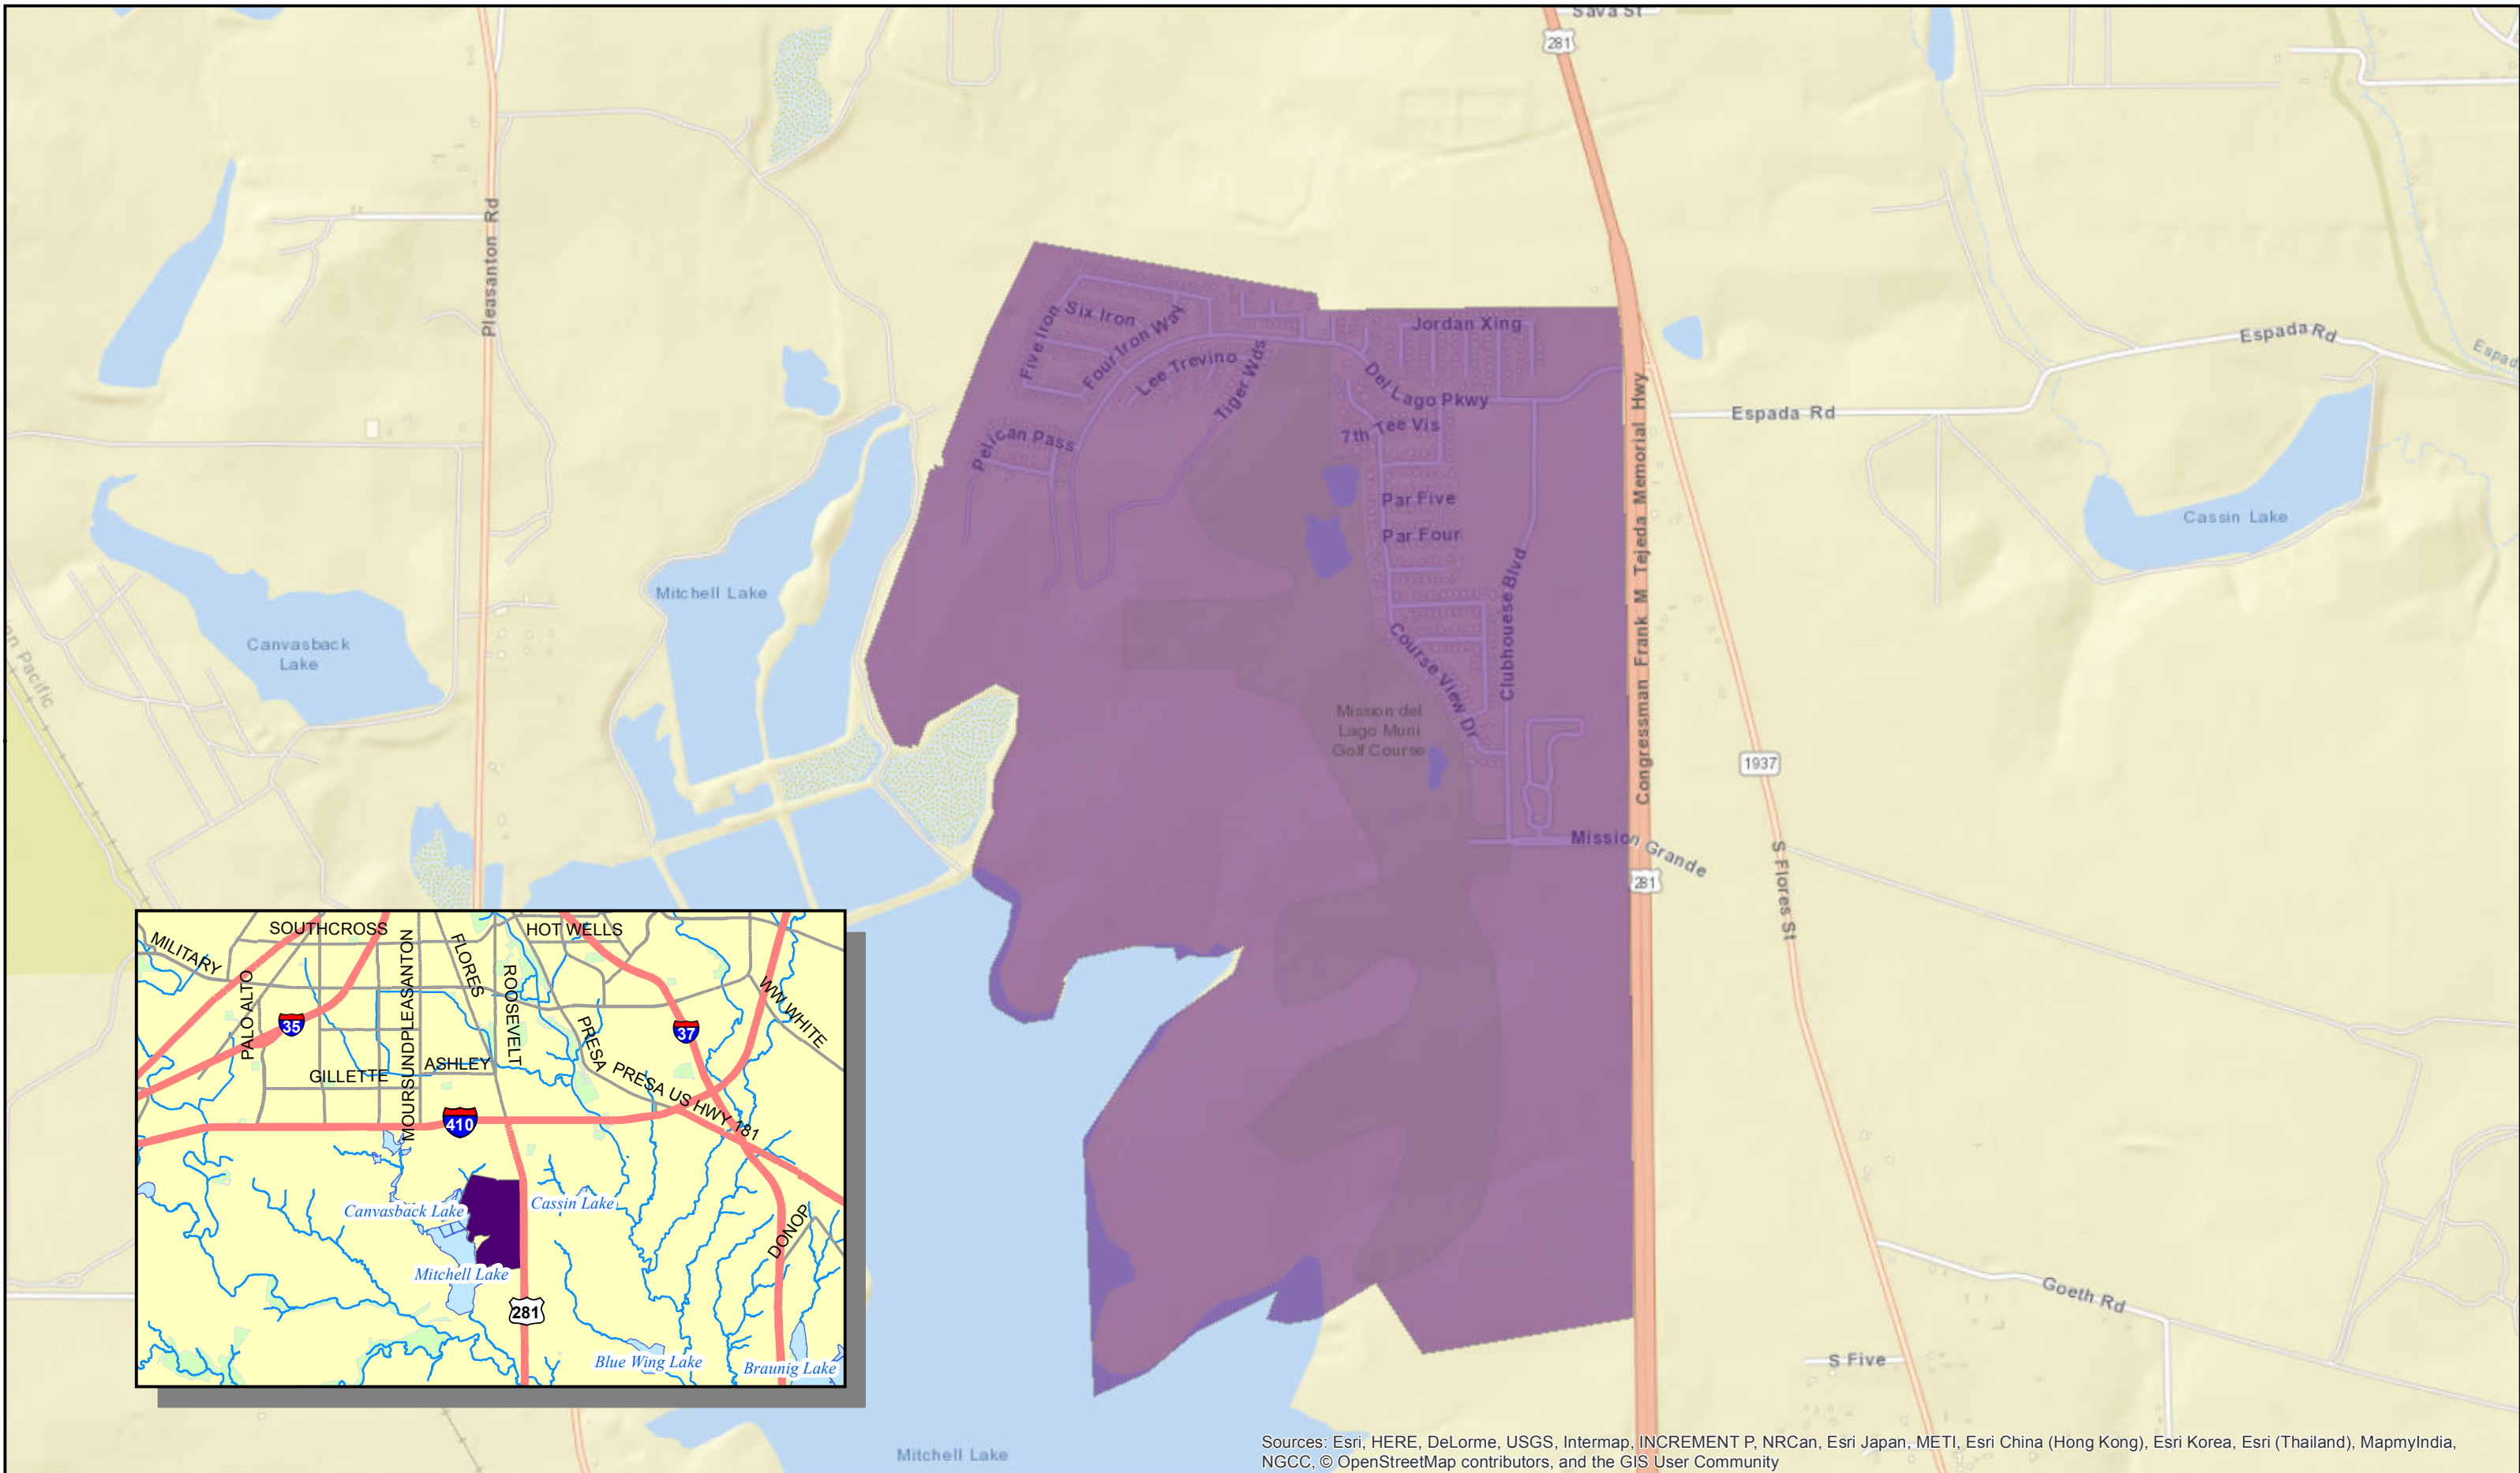 Sava St
281
Pleasanton Rd
Six Iron
Five Iron
Four Iron Way
Lee Trevino
Tiger Wds
Jordan Xing
Del Lago Pkwy
7th Tee Vis
Pelican Pass
Par Five
Par Four
Clubhouese Blvd
Course View Dr
Mission del
Lago Muni
Golf Course
Mission Grande
Congressman Frank M Tejeda Memorial Hwy
281
Espada Rd
Espada Rd
Espad
Cassin Lake
1937
S Flores St
Goeth Rd
S Five
Mitchell Lake
Canvasback
Lake
on Pacific
Mitchell Lake
SOUTHCROSS
HOT WELLS
MILITARY
PALO ALTO
MOURSUNDPLEASANTON
FLORES
ROOSEVELT
WW WHITE
35
37
PRESA
ASHLEY
GILLETTE
PRESA US HWY 181
410
Canvasback Lake
Cassin Lake
Mitchell Lake
DONOP
281
Blue Wing Lake
Braunig Lake
Sources: Esri, HERE, DeLorme, USGS, Intermap, INCREMENT P, NRCan, Esri Japan, METI, Esri China (Hong Kong), Esri Korea, Esri (Thailand), MapmyIndia,
NGCC, © OpenStreetMap contributors, and the GIS User Community